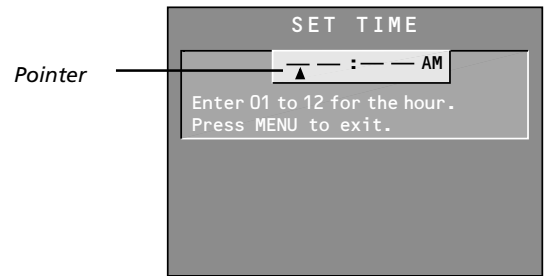 SET TIME
Pointer
— — : — — AM
Enter 01 to 12 for the hour.
Press MENU to exit.